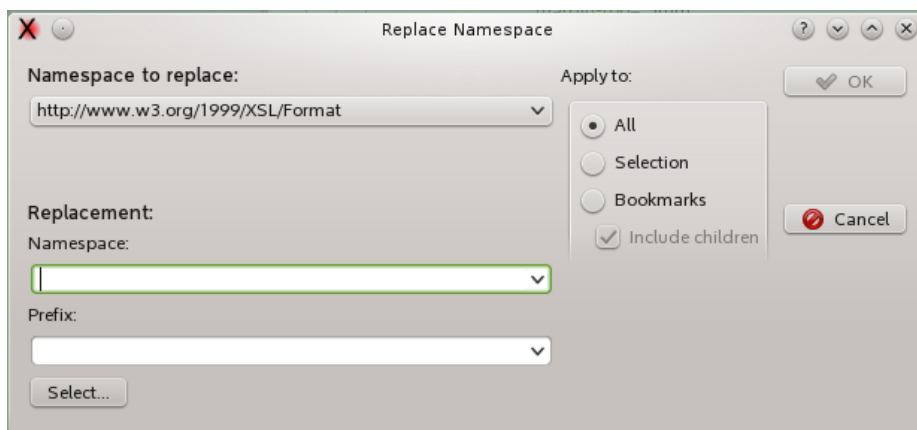 Replace Namespace
Namespace to replace:
http://www.w3.org/1999/XSL/Format
Apply to:
All
Selection
Bookmarks
Include children
OK
Cancel
Replacement:
Namespace:
Prefix:
Select...